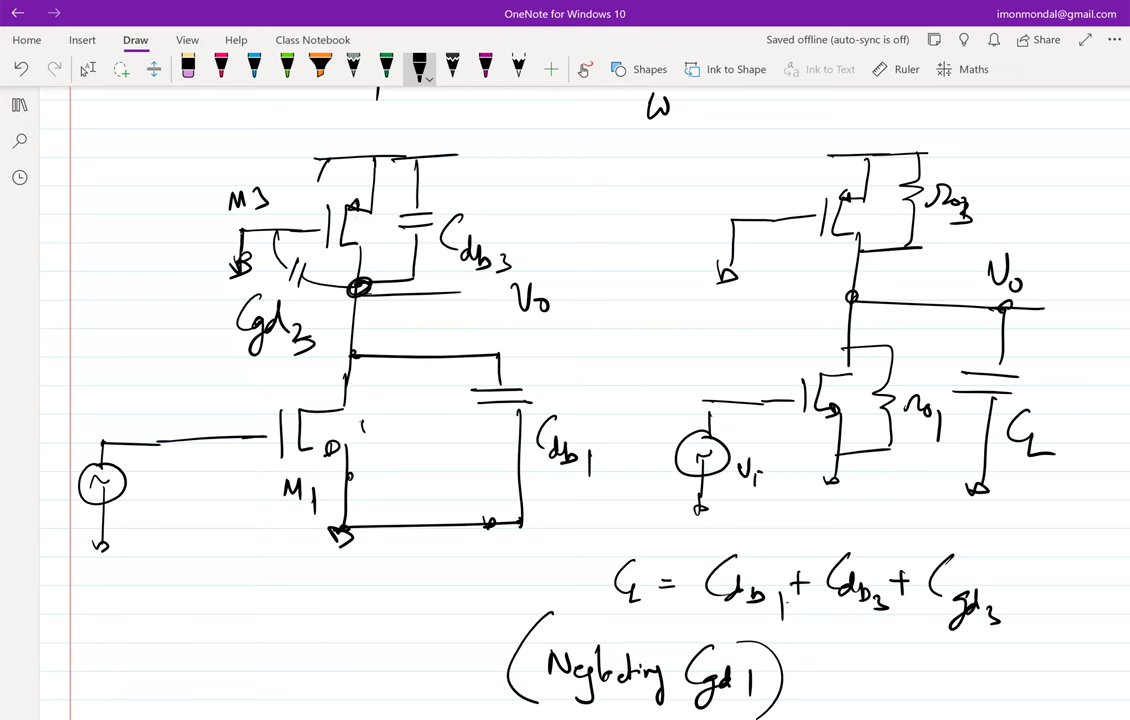 OneNote for Windows 10
imonmondal@gmail.com
Home Insert Draw View Help Class Notebook
Saved offline (auto-sync is off) Share
Shapes Ink to Shape Ink to Text Ruler Maths
ω
M3
Cdb3
Cgd3
Vo
Cdb1
M1
ro3
Vo
ro1
Vi
CL
CL = Cdb1 + Cdb3 + Cgd3
(Neglecting Cgd1)